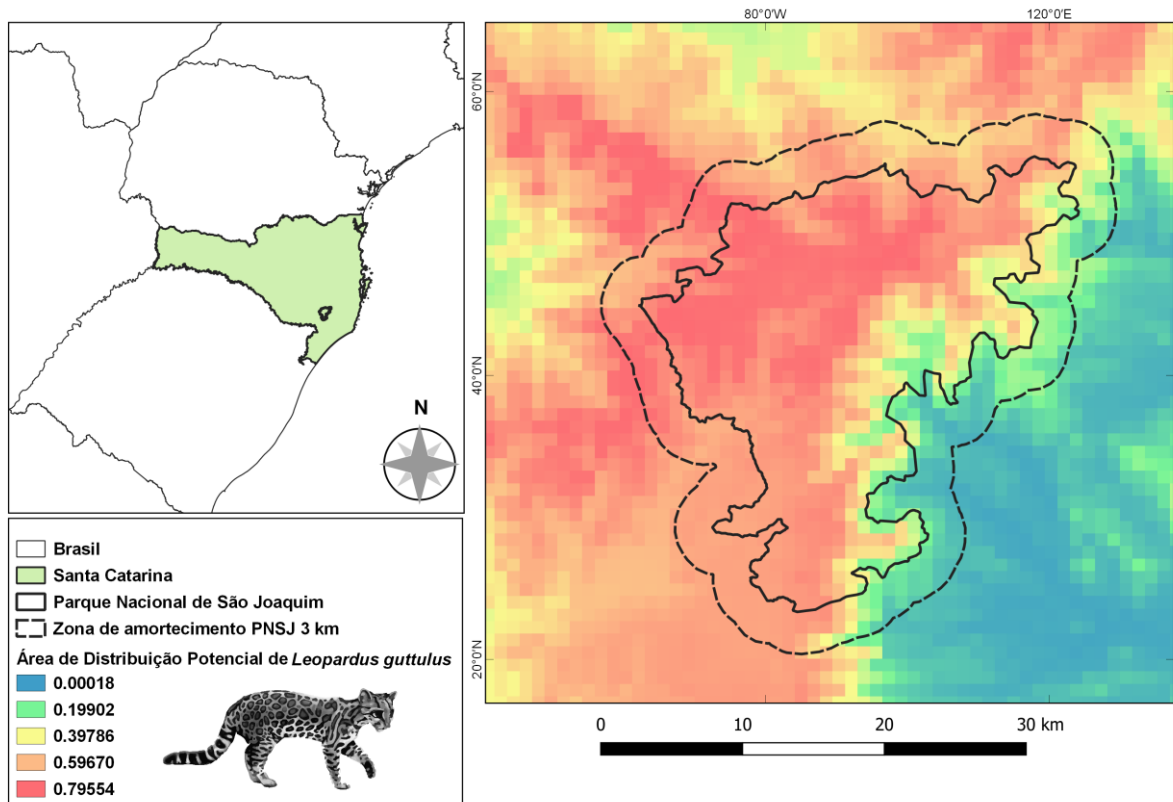 80°0'W
120°0'E
60°0'N
40°0'N
20°0'N
N
Brasil
Santa Catarina
Parque Nacional de São Joaquim
Zona de amortecimento PNSJ 3 km
Área de Distribuição Potencial de Leopardus guttulus
0.00018
0.19902
0.39786
0.59670
0.79554
0 10 20 30 km